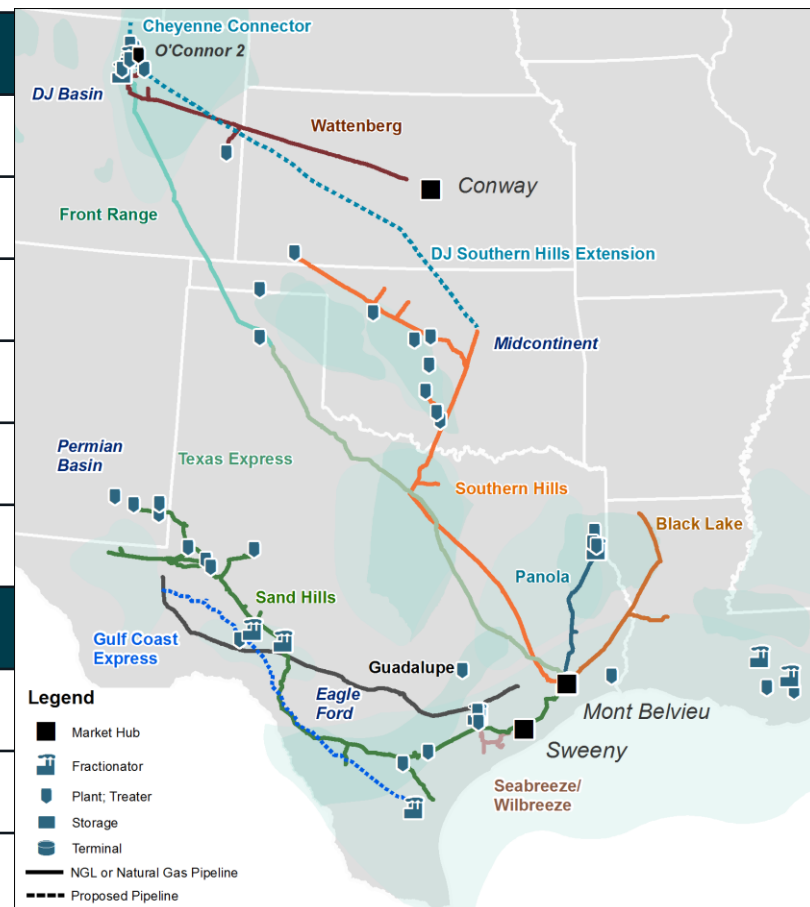 Cheyenne Connector
O'Connor 2
DJ Basin
Wattenberg
Conway
Front Range
DJ Southern Hills Extension
Midcontinent
Permian
Basin
Texas Express
Southern Hills
Black Lake
Panola
Sand Hills
Gulf Coast
Express
Guadalupe
Eagle
Ford
Mont Belvieu
Sweeny
Seabreeze/
Wilbreeze
Legend
Market Hub
Fractionator
Plant; Treater
Storage
Terminal
NGL or Natural Gas Pipeline
Proposed Pipeline